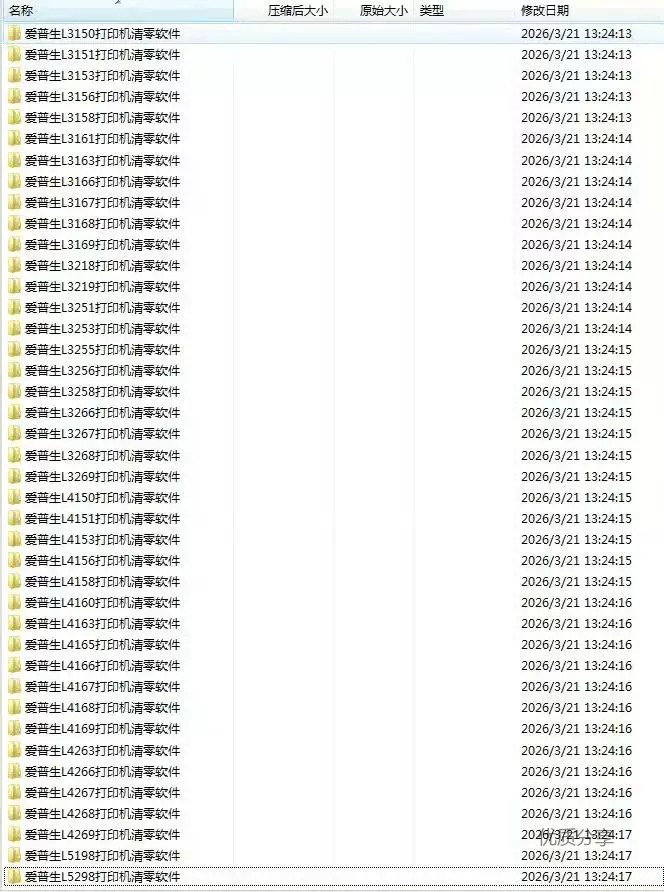 名称 压缩后大小 原始大小 类型 修改日期
爱普生L3150打印机清零软件 2026/3/21 13:24:13
爱普生L3151打印机清零软件 2026/3/21 13:24:13
爱普生L3153打印机清零软件 2026/3/21 13:24:13
爱普生L3156打印机清零软件 2026/3/21 13:24:13
爱普生L3158打印机清零软件 2026/3/21 13:24:13
爱普生L3161打印机清零软件 2026/3/21 13:24:14
爱普生L3163打印机清零软件 2026/3/21 13:24:14
爱普生L3166打印机清零软件 2026/3/21 13:24:14
爱普生L3167打印机清零软件 2026/3/21 13:24:14
爱普生L3168打印机清零软件 2026/3/21 13:24:14
爱普生L3169打印机清零软件 2026/3/21 13:24:14
爱普生L3218打印机清零软件 2026/3/21 13:24:14
爱普生L3219打印机清零软件 2026/3/21 13:24:14
爱普生L3251打印机清零软件 2026/3/21 13:24:14
爱普生L3253打印机清零软件 2026/3/21 13:24:14
爱普生L3255打印机清零软件 2026/3/21 13:24:15
爱普生L3256打印机清零软件 2026/3/21 13:24:15
爱普生L3258打印机清零软件 2026/3/21 13:24:15
爱普生L3266打印机清零软件 2026/3/21 13:24:15
爱普生L3267打印机清零软件 2026/3/21 13:24:15
爱普生L3268打印机清零软件 2026/3/21 13:24:15
爱普生L3269打印机清零软件 2026/3/21 13:24:15
爱普生L4150打印机清零软件 2026/3/21 13:24:15
爱普生L4151打印机清零软件 2026/3/21 13:24:15
爱普生L4153打印机清零软件 2026/3/21 13:24:15
爱普生L4156打印机清零软件 2026/3/21 13:24:15
爱普生L4158打印机清零软件 2026/3/21 13:24:15
爱普生L4160打印机清零软件 2026/3/21 13:24:16
爱普生L4163打印机清零软件 2026/3/21 13:24:16
爱普生L4165打印机清零软件 2026/3/21 13:24:16
爱普生L4166打印机清零软件 2026/3/21 13:24:16
爱普生L4167打印机清零软件 2026/3/21 13:24:16
爱普生L4168打印机清零软件 2026/3/21 13:24:16
爱普生L4169打印机清零软件 2026/3/21 13:24:16
爱普生L4263打印机清零软件 2026/3/21 13:24:16
爱普生L4266打印机清零软件 2026/3/21 13:24:16
爱普生L4267打印机清零软件 2026/3/21 13:24:16
爱普生L4268打印机清零软件 2026/3/21 13:24:16
爱普生L4269打印机清零软件 2026/3/21 13:24:17
优质分享
爱普生L5198打印机清零软件 2026/3/21 13:24:17
爱普生L5298打印机清零软件 2026/3/21 13:24:17